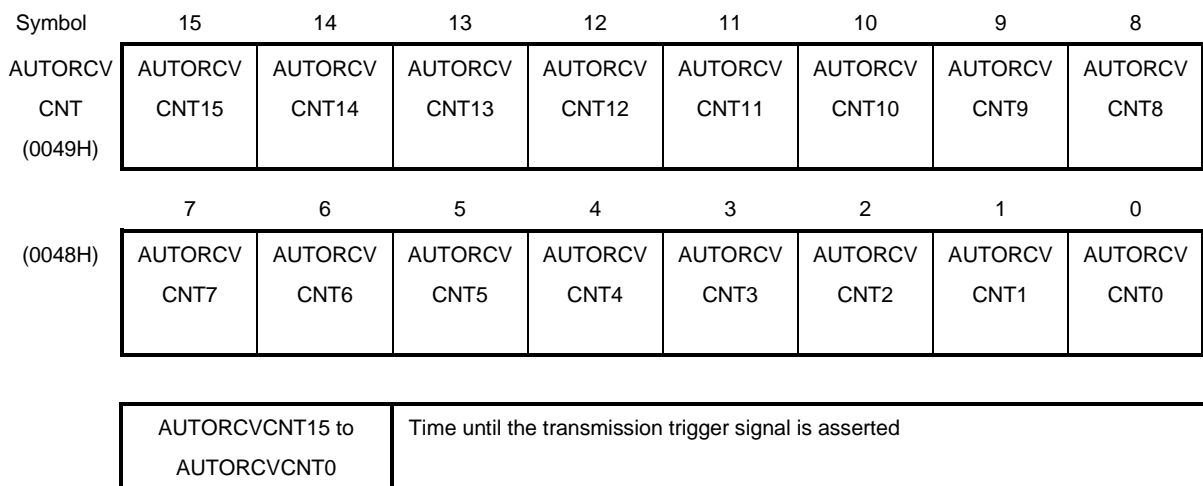 Symbol 15 14 13 12 11 10 9 8
AUTORCV AUTORCV AUTORCV AUTORCV AUTORCV AUTORCV AUTORCV AUTORCV AUTORCV
CNT CNT15 CNT14 CNT13 CNT12 CNT11 CNT10 CNT9 CNT8
(0049H)
7 6 5 4 3 2 1 0
(0048H) AUTORCV AUTORCV AUTORCV AUTORCV AUTORCV AUTORCV AUTORCV AUTORCV
CNT7 CNT6 CNT5 CNT4 CNT3 CNT2 CNT1 CNT0
AUTORCVCNT15 to Time until the transmission trigger signal is asserted
AUTORCVCNT0